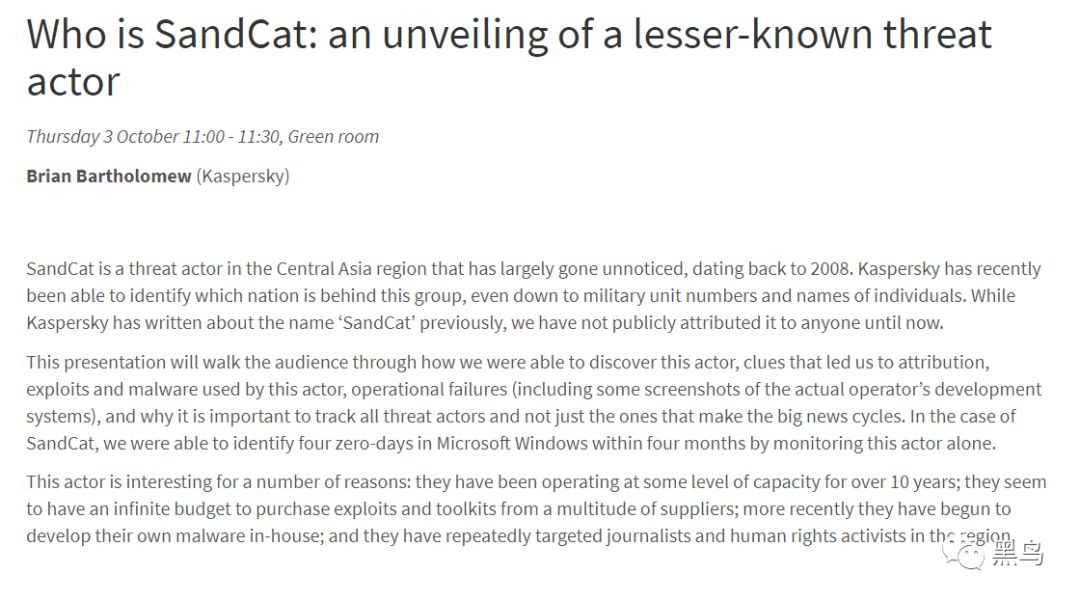 Who is SandCat: an unveiling of a lesser-known threat
actor
Thursday 3 October 11:00 - 11:30, Green room
Brian Bartholomew (Kaspersky)
SandCat is a threat actor in the Central Asia region that has largely gone unnoticed, dating back to 2008. Kaspersky has recently
been able to identify which nation is behind this group, even down to military unit numbers and names of individuals. While
Kaspersky has written about the name ‘SandCat’ previously, we have not publicly attributed it to anyone until now.
This presentation will walk the audience through how we were able to discover this actor, clues that led us to attribution,
exploits and malware used by this actor, operational failures (including some screenshots of the actual operator’s development
systems), and why it is important to track all threat actors and not just the ones that make the big news cycles. In the case of
SandCat, we were able to identify four zero-days in Microsoft Windows within four months by monitoring this actor alone.
This actor is interesting for a number of reasons: they have been operating at some level of capacity for over 10 years; they seem
to have an infinite budget to purchase exploits and toolkits from a multitude of suppliers; more recently they have begun to
develop their own malware in-house; and they have repeatedly targeted journalists and human rights activists in the region
黑鸟